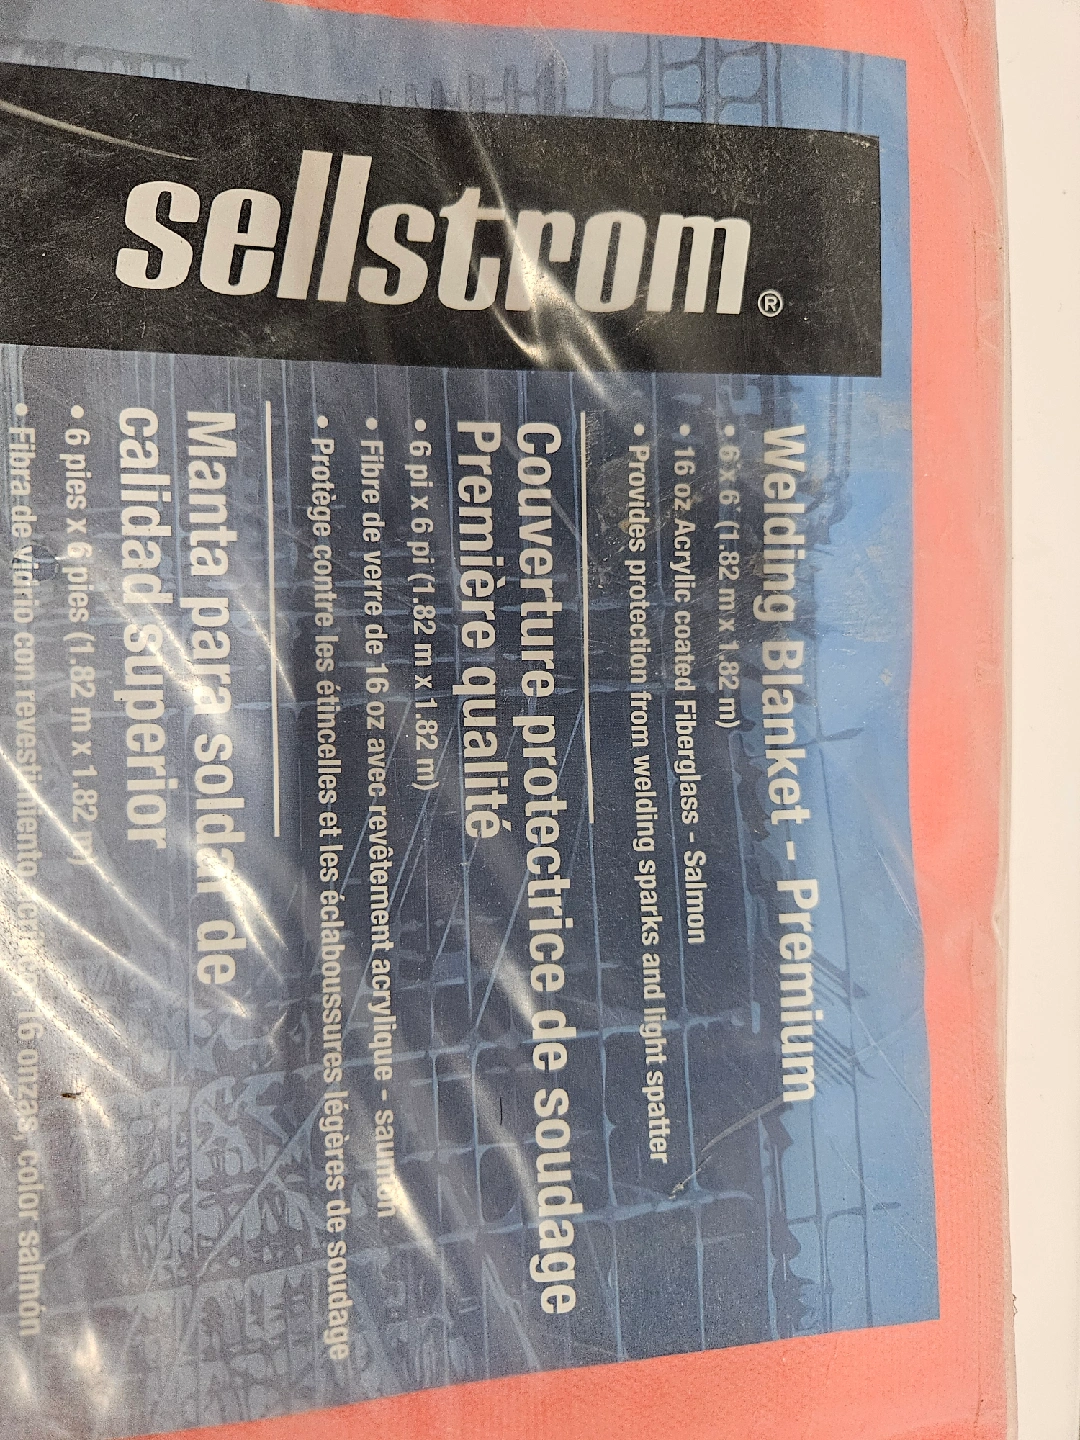 sellstrom®
Welding Blanket - Premium
• 6' x 6' (1.82 m x 1.82 m)
• 16 oz Acrylic coated Fiberglass - Salmon
• Provides protection from welding sparks and light spatter
Couverture protectrice de soudage
Première qualité
• 6 pi x 6 pi (1.82 m x 1.82 m)
• Fibre de verre de 16 oz avec revêtement acrylique - saumon
• Protège contre les étincelles et les éclaboussures légères de soudage
Manta para soldar de
calidad superior
• 6 pies x 6 pies (1.82 m x 1.82 m)
• Fibra de vidrio con revestimiento 16 onzas, color salmón